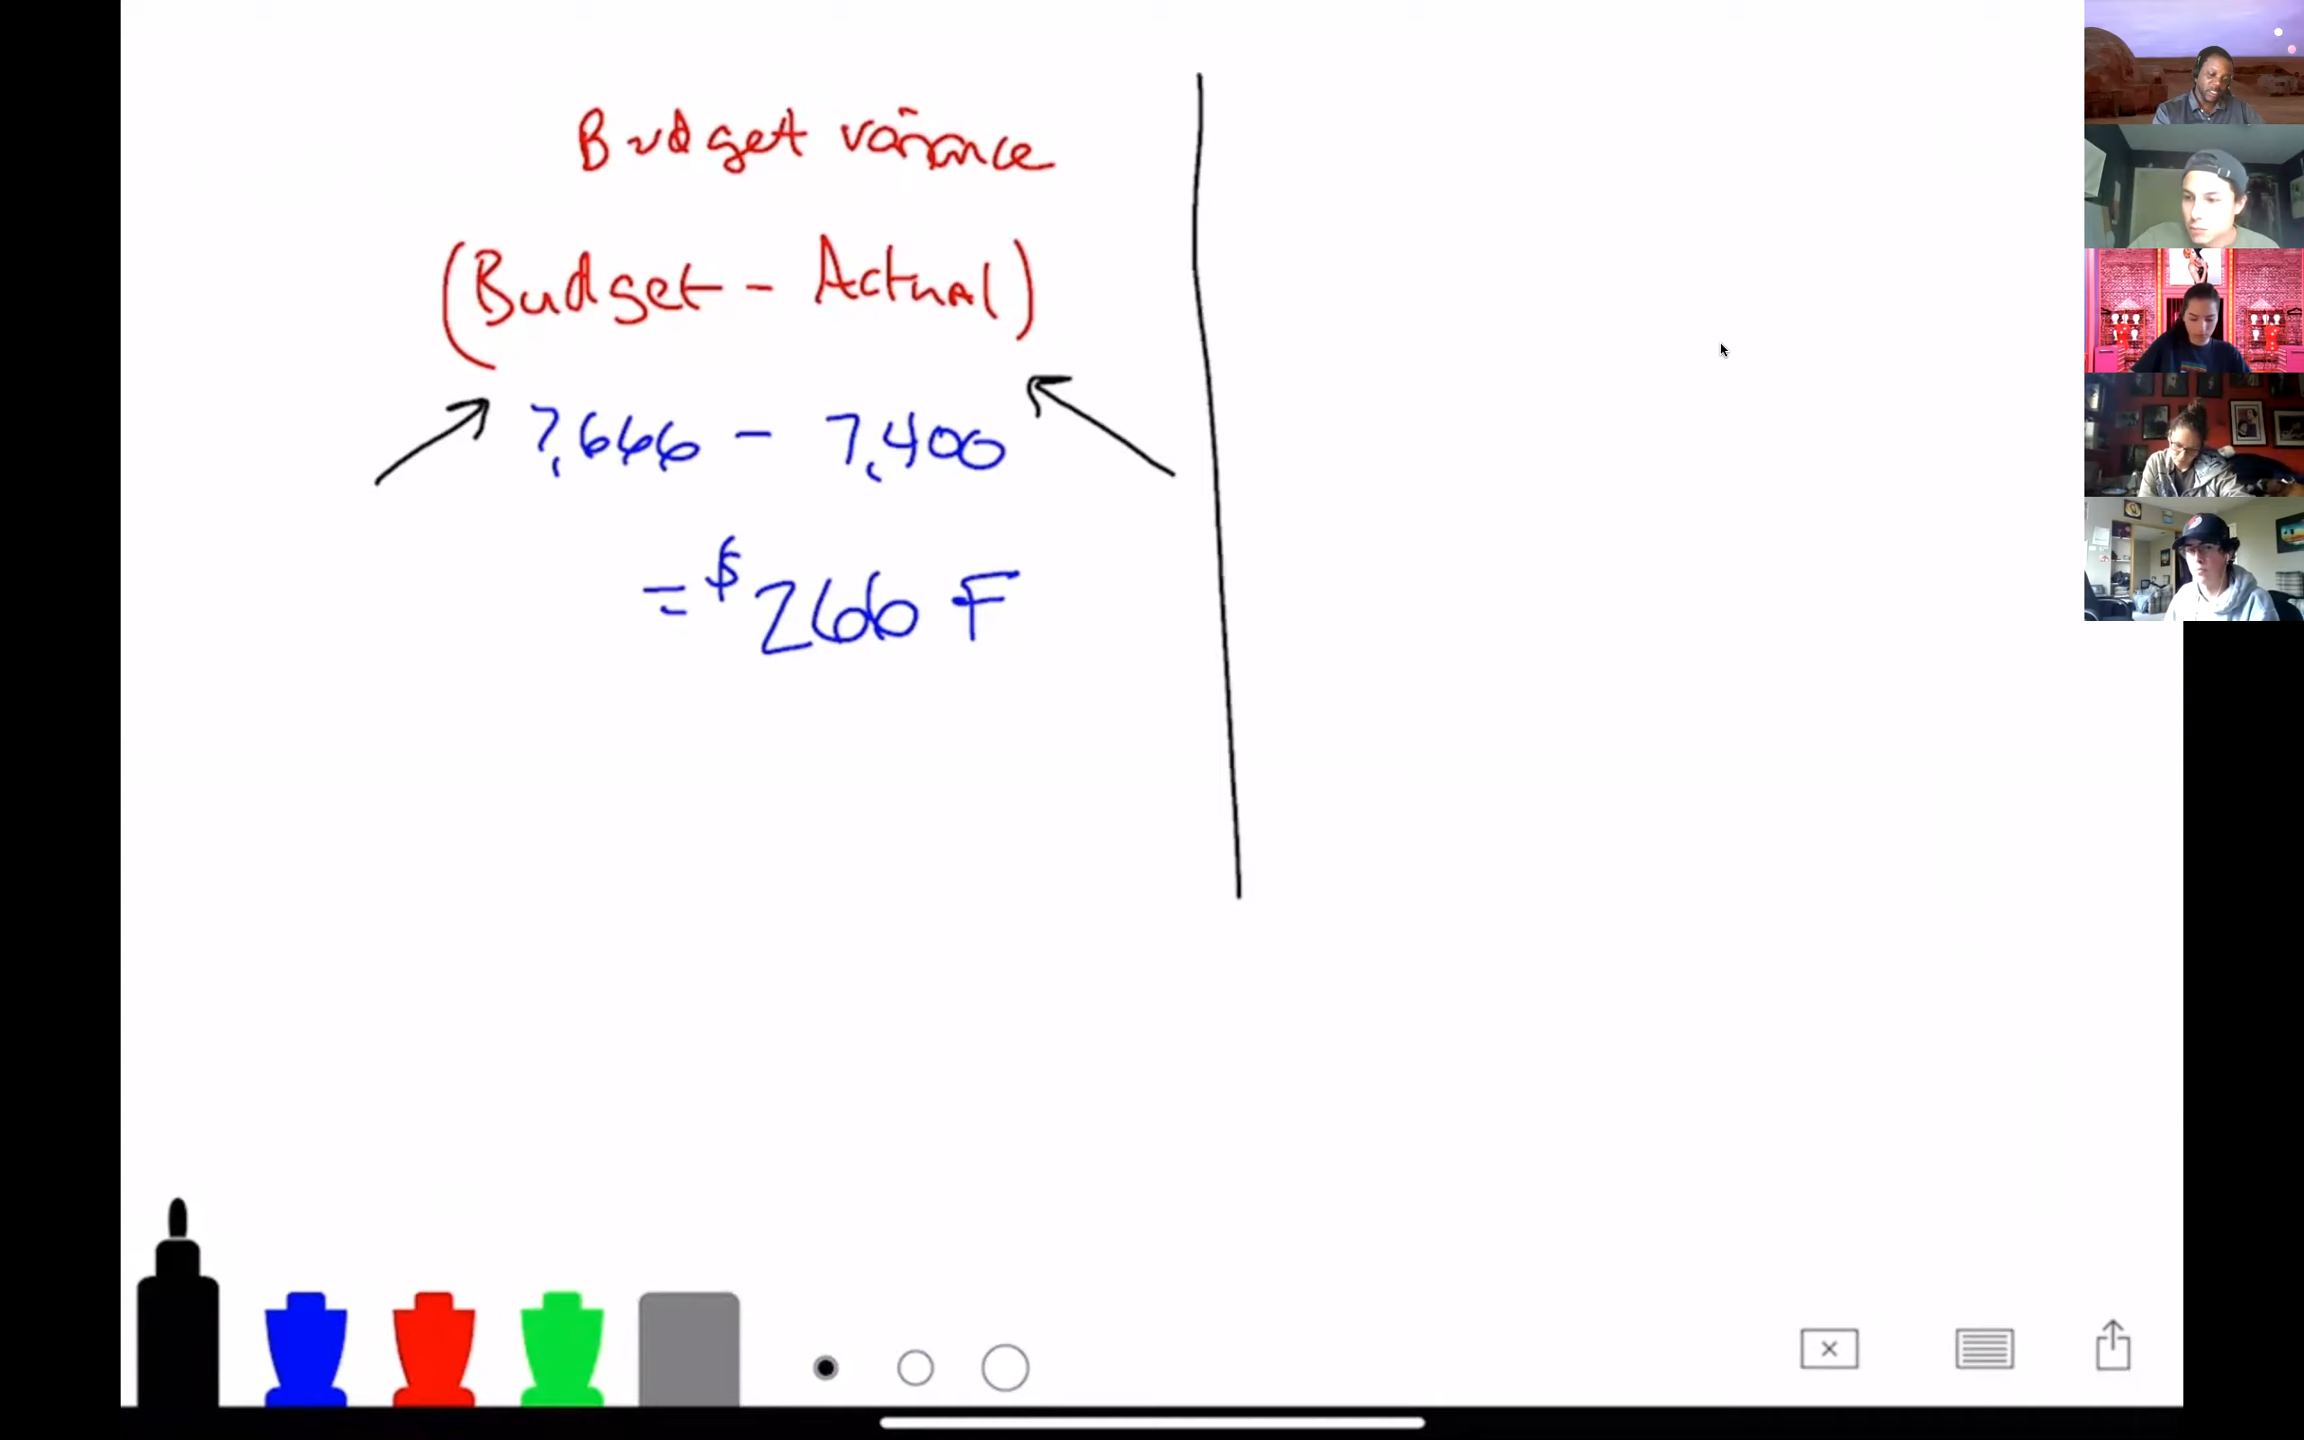 Budget variance
(Budget - Actual)
7,666 - 7,400
= $266 F